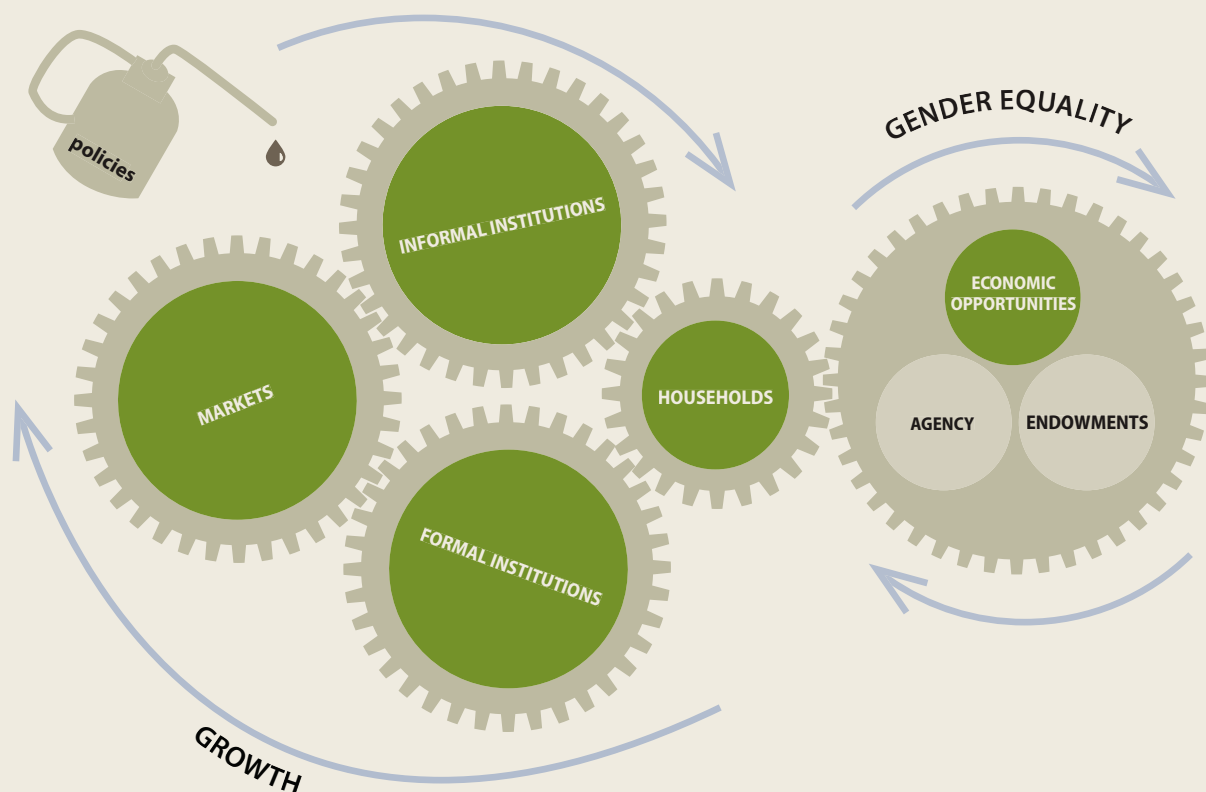 policies
INFORMAL INSTITUTIONS
MARKETS
FORMAL INSTITUTIONS
HOUSEHOLDS
GENDER EQUALITY
ECONOMIC
OPPORTUNITIES
AGENCY
ENDOWMENTS
GROWTH